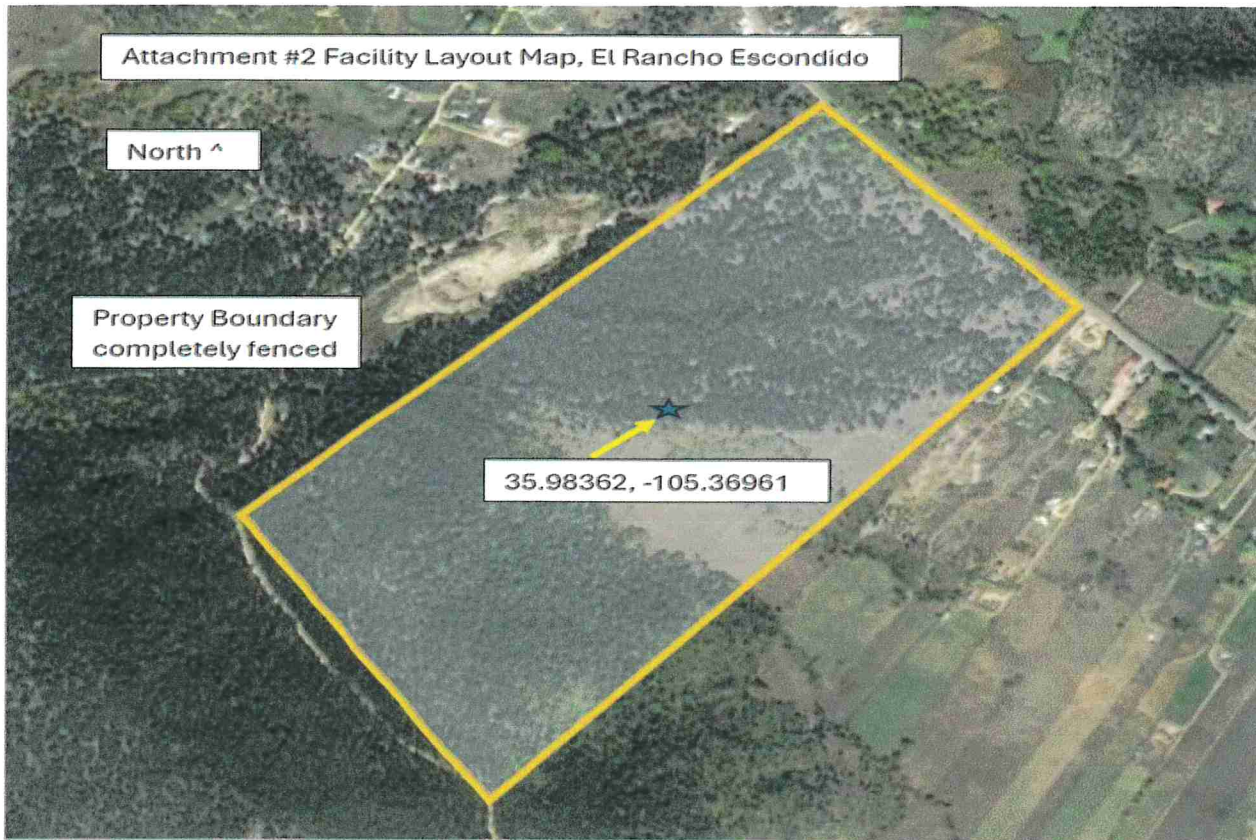 Attachment #2 Facility Layout Map, El Rancho Escondido
North ^
Property Boundary
completely fenced
35.98362, -105.36961